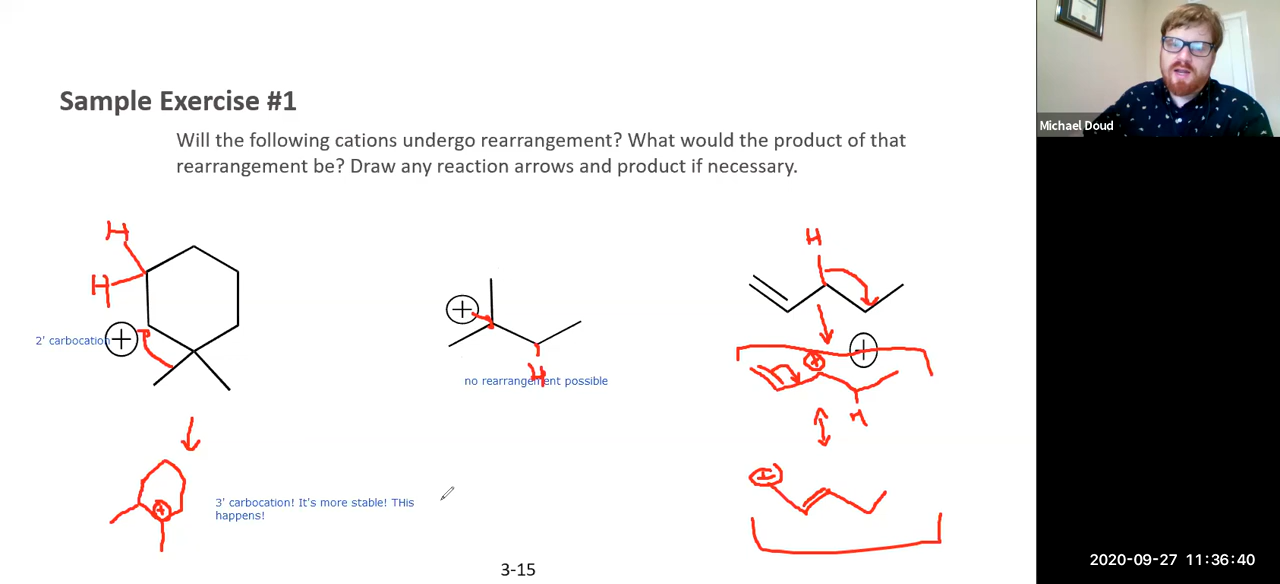 Michael Doud
Sample Exercise #1
Will the following cations undergo rearrangement? What would the product of that
rearrangement be? Draw any reaction arrows and product if necessary.
H
H
H
+
2' carbocation
+
+
+
H
no rearrangement possible
H
+
3' carbocation! It's more stable! THis
happens!
+
3-15
2020-09-27 11:36:40